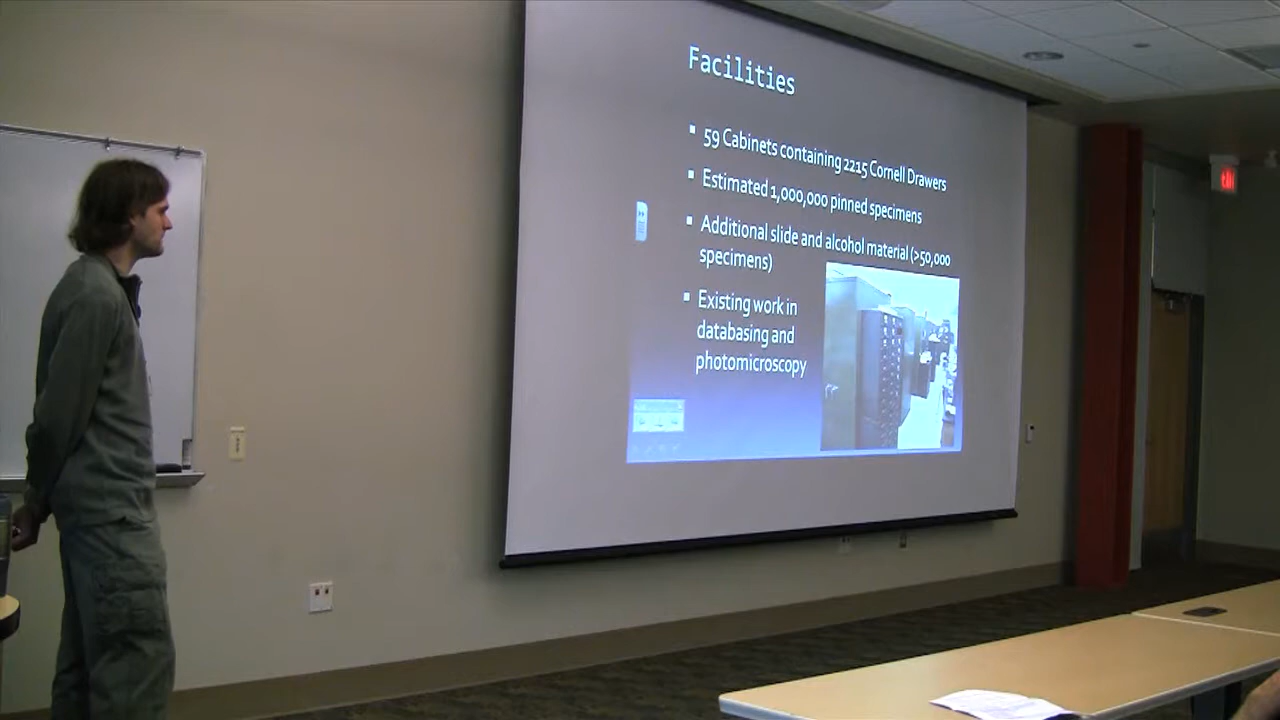 Facilities
59 Cabinets containing 2215 Cornell Drawers
Estimated 1,000,000 pinned specimens
Additional slide and alcohol material (>50,000
specimens)
Existing work in
databasing and
photomicroscopy